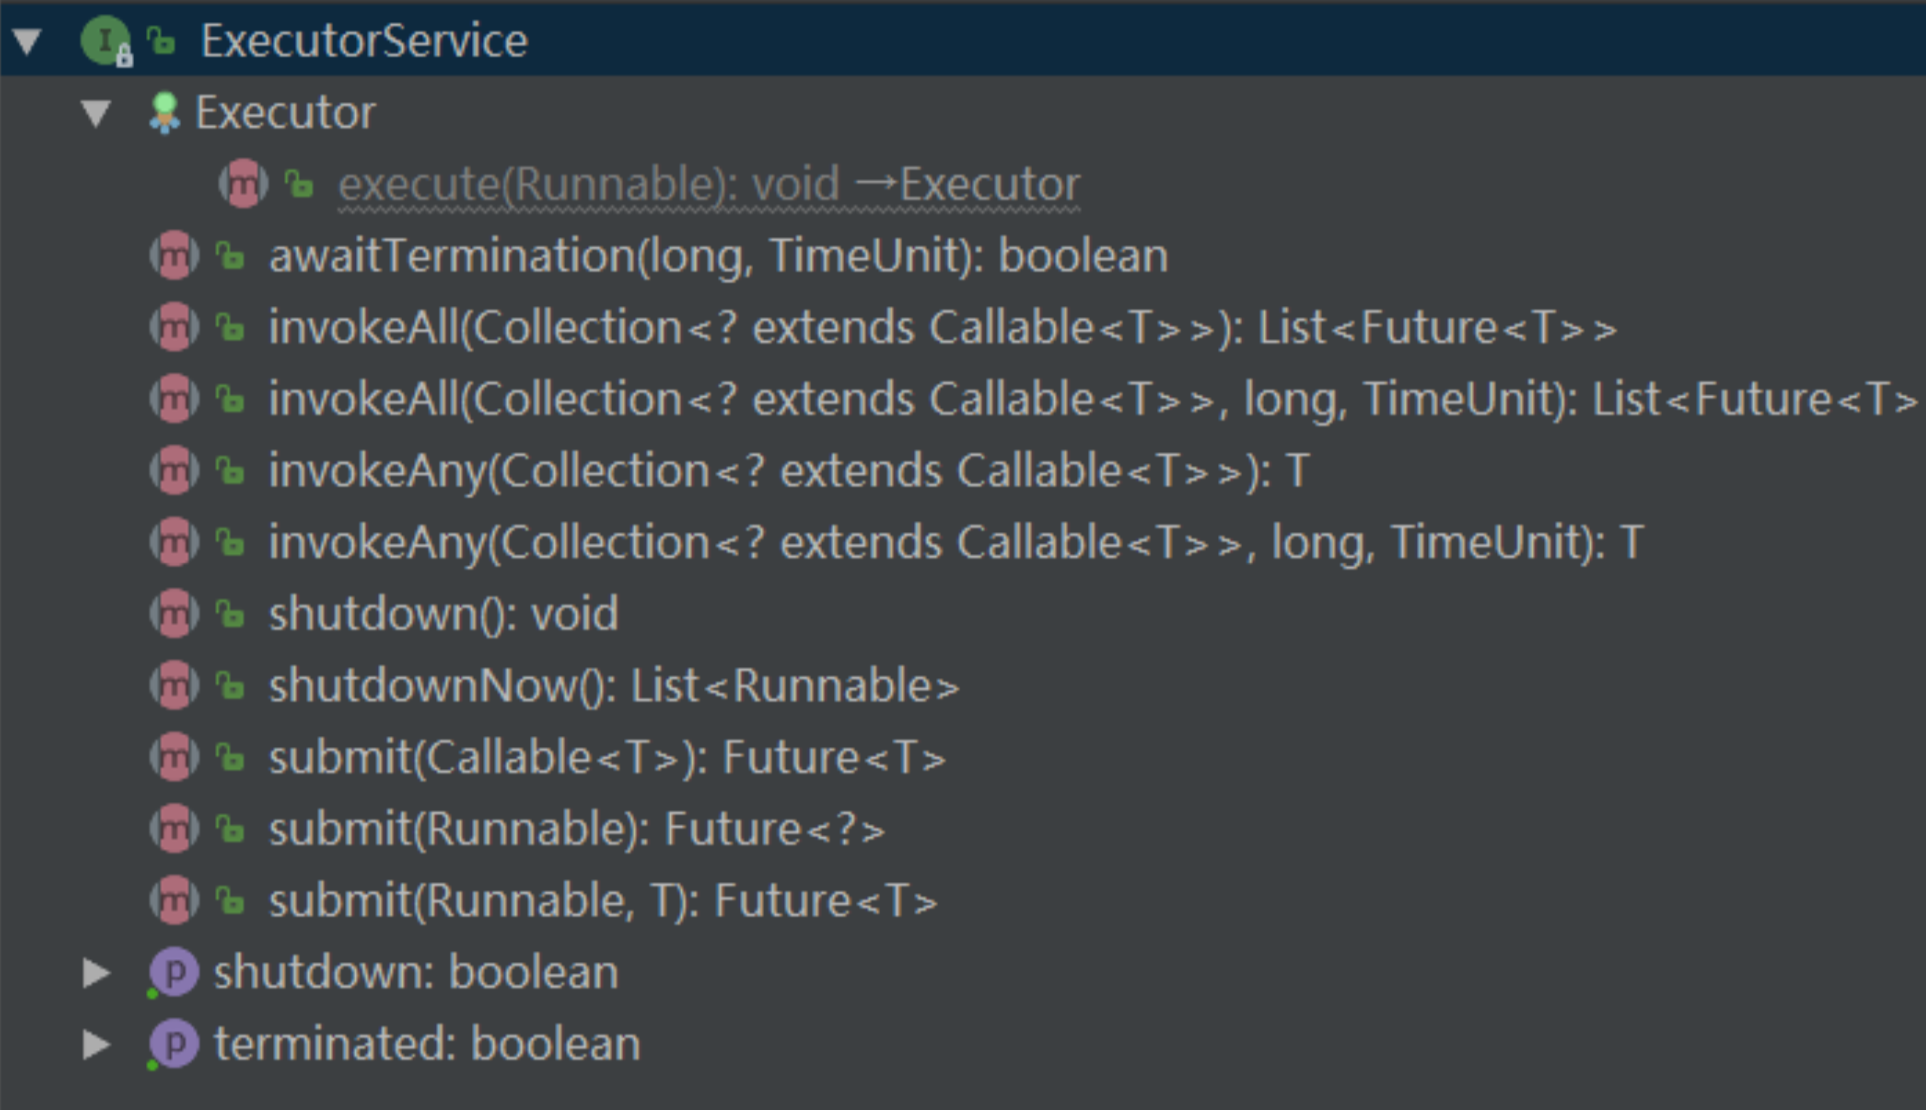 ExecutorService
Executor
execute(Runnable): void →Executor
awaitTermination(long, TimeUnit): boolean
invokeAll(Collection<? extends Callable<T>>): List<Future<T>>
invokeAll(Collection<? extends Callable<T>>, long, TimeUnit): List<Future<T>
invokeAny(Collection<? extends Callable<T>>): T
invokeAny(Collection<? extends Callable<T>>, long, TimeUnit): T
shutdown(): void
shutdownNow(): List<Runnable>
submit(Callable<T>): Future<T>
submit(Runnable): Future<?>
submit(Runnable, T): Future<T>
shutdown: boolean
terminated: boolean